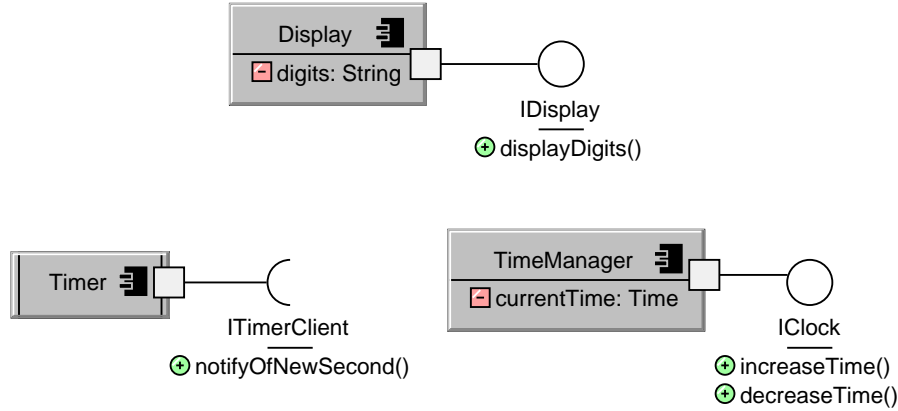 Display
digits: String
IDisplay
displayDigits()
Timer
ITimerClient
notifyOfNewSecond()
TimeManager
currentTime: Time
IClock
increaseTime()
decreaseTime()